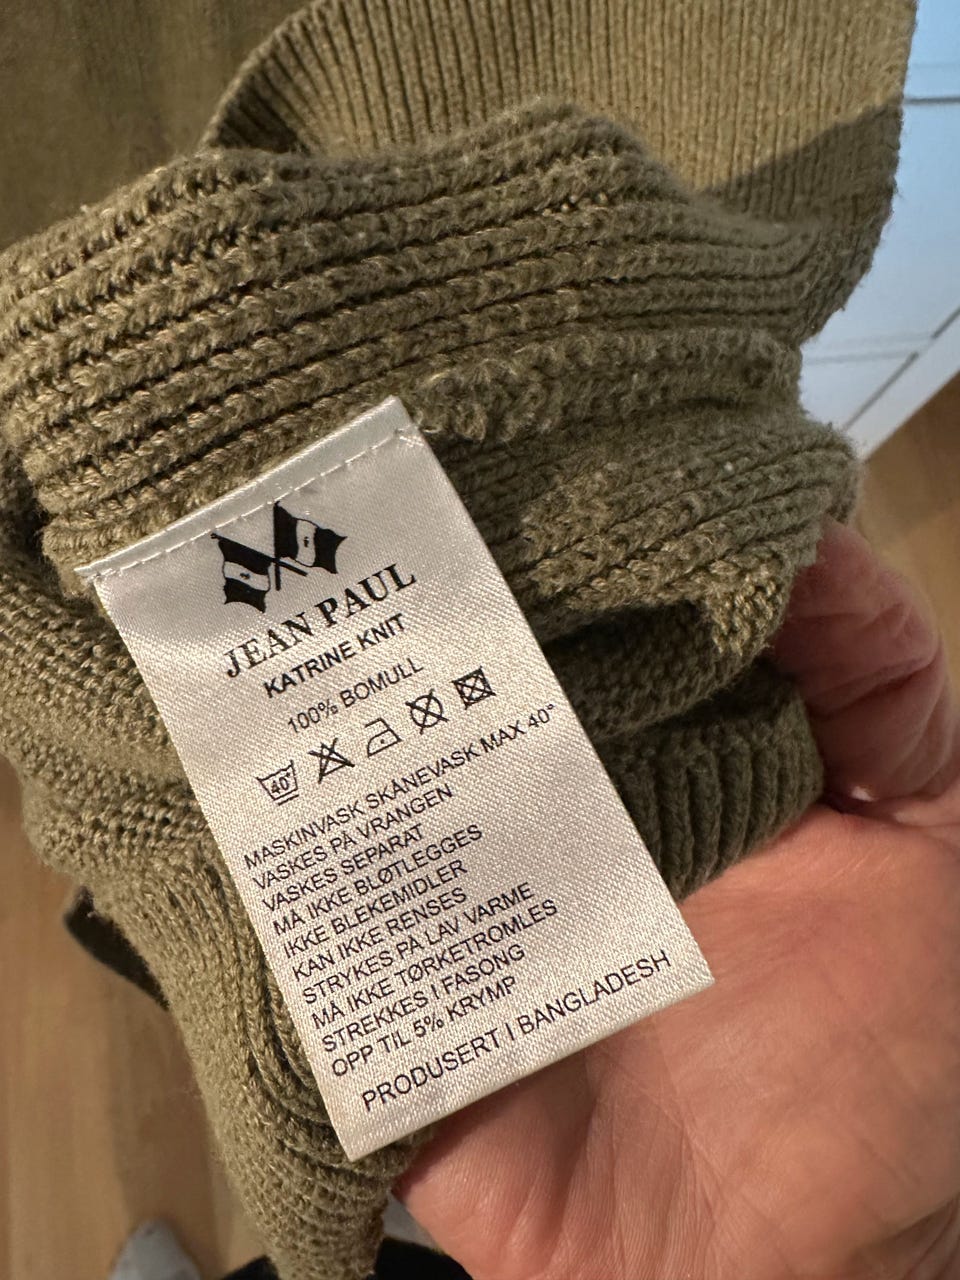 JEAN PAUL
KATRINE KNIT
100% BOMULL
40°
MASKINVASK SKÅNEVASK MAX 40°
VASKES PÅ VRANGEN
VASKES SEPARAT
MÅ IKKE BLØTLEGGES
IKKE BLEKEMIDLER
KAN IKKE RENSES
STRYKES PÅ LAV VARME
MÅ IKKE TØRKETROMLES
STREKKES I FASONG
OPP TIL 5% KRYMP
PRODUSERT I BANGLADESH